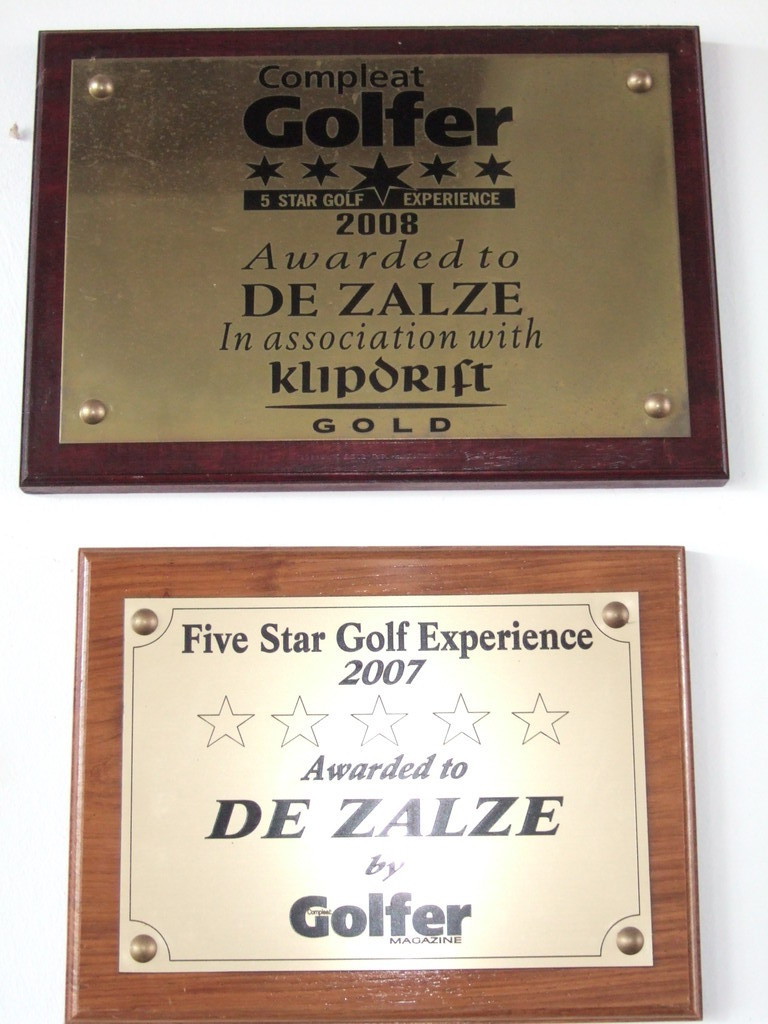 Compleat
Golfer
5 STAR GOLF EXPERIENCE
2008
Awarded to
DE ZALZE
In association with
klipdrift
GOLD
Five Star Golf Experience
2007
Awarded to
DE ZALZE
by
Compleat
Golfer
MAGAZINE